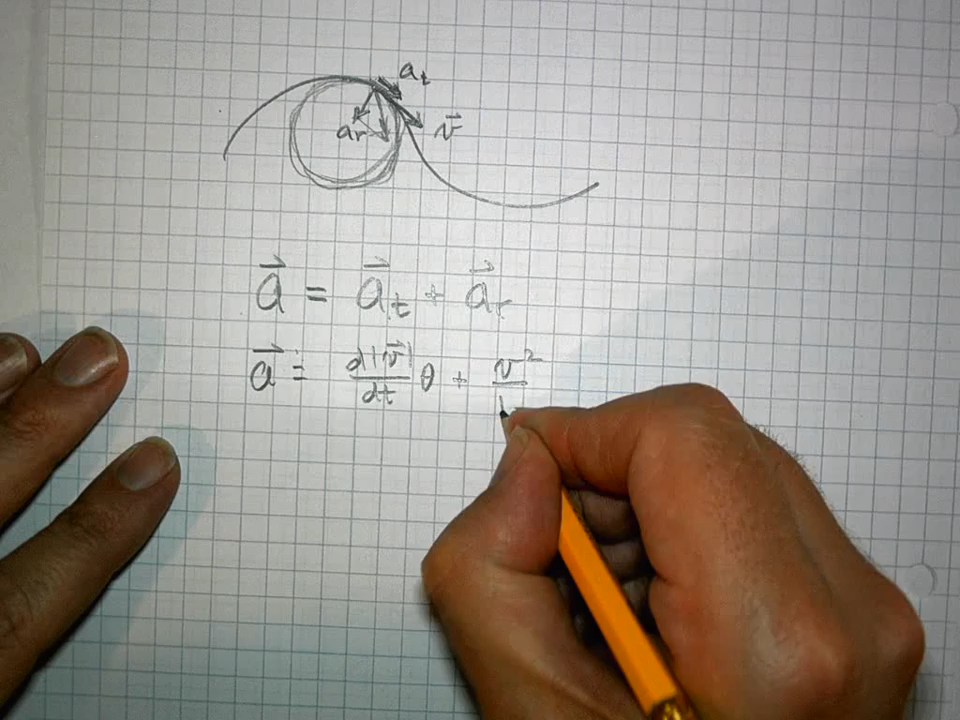 a_t
a_r
v⃗
a⃗ = a⃗_t + a⃗_r
a⃗ = d|v⃗|/dt θ + v²/